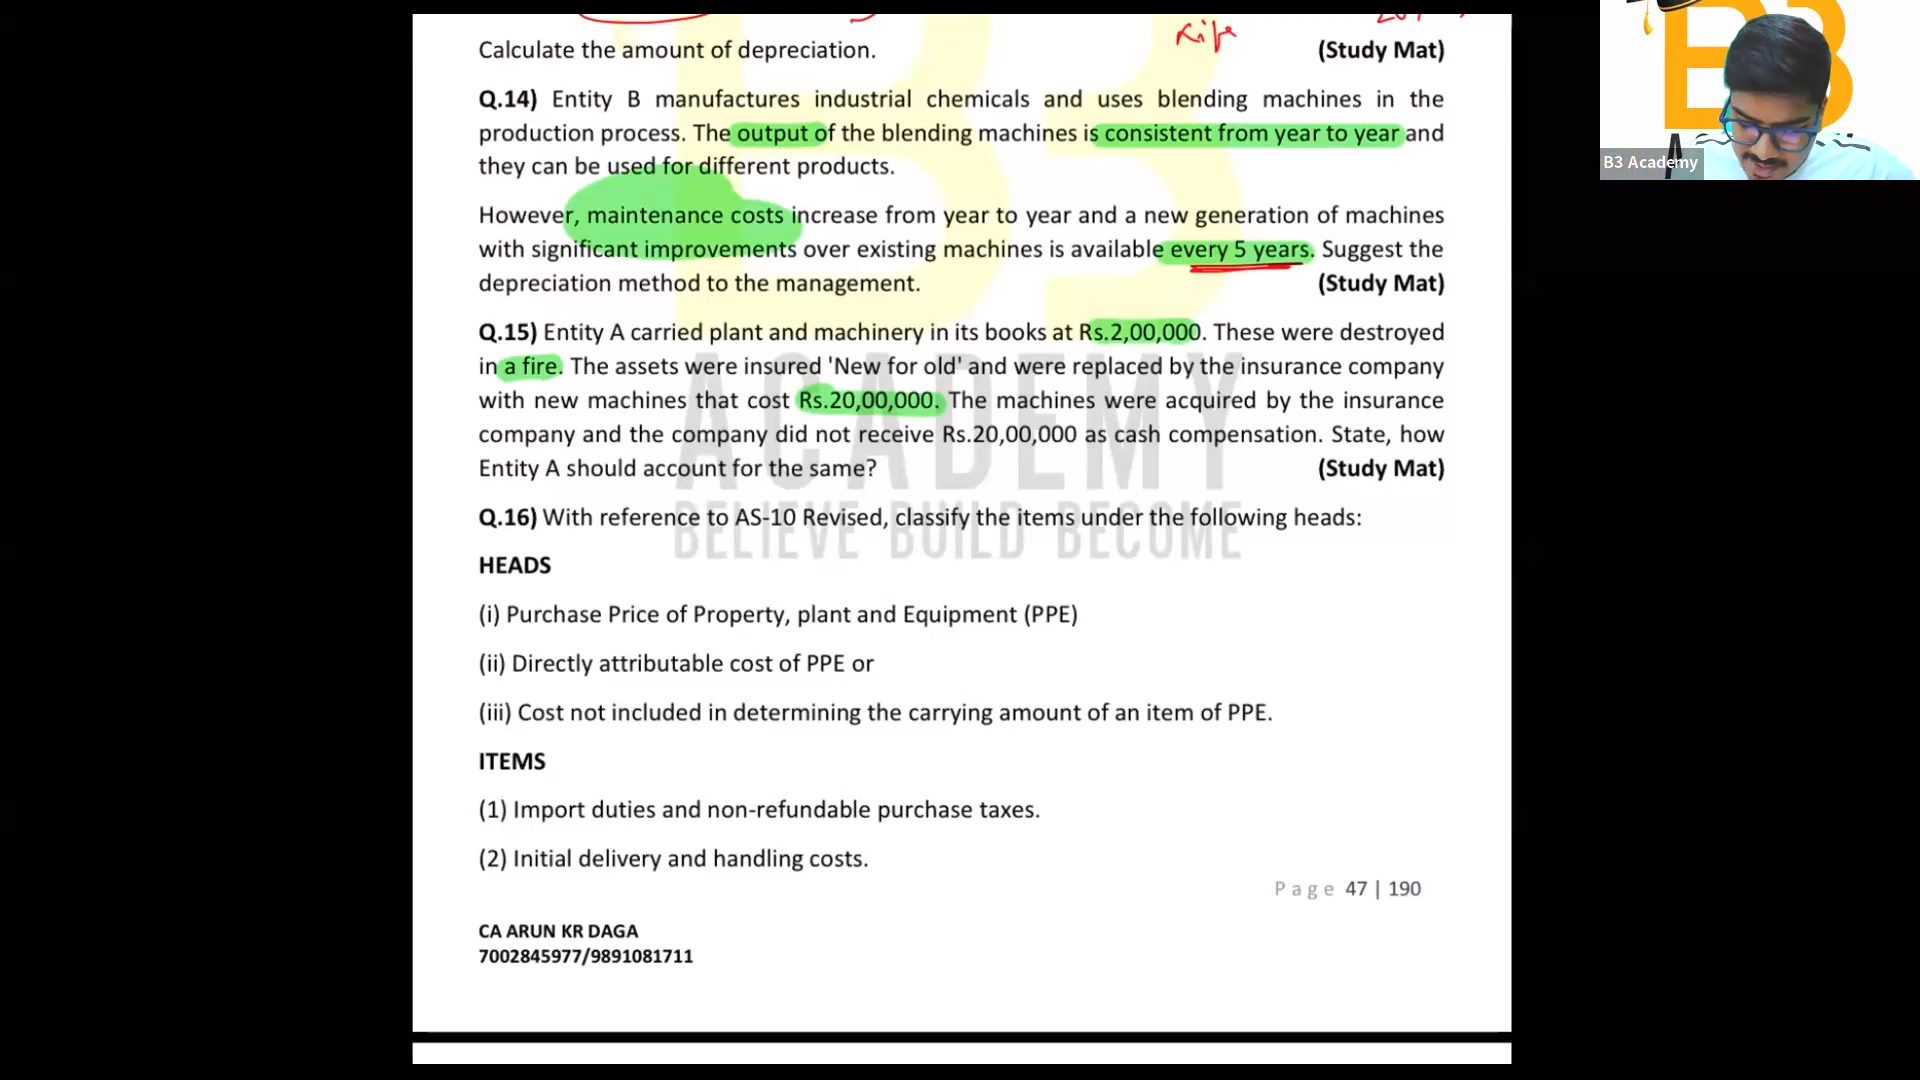 Life
Calculate the amount of depreciation. (Study Mat)
Q.14) Entity B manufactures industrial chemicals and uses blending machines in the
production process. The output of the blending machines is consistent from year to year and
they can be used for different products.
However, maintenance costs increase from year to year and a new generation of machines
with significant improvements over existing machines is available every 5 years. Suggest the
depreciation method to the management. (Study Mat)
Q.15) Entity A carried plant and machinery in its books at Rs.2,00,000. These were destroyed
in a fire. The assets were insured 'New for old' and were replaced by the insurance company
with new machines that cost Rs.20,00,000. The machines were acquired by the insurance
company and the company did not receive Rs.20,00,000 as cash compensation. State, how
Entity A should account for the same? (Study Mat)
Q.16) With reference to AS-10 Revised, classify the items under the following heads:
HEADS
(i) Purchase Price of Property, plant and Equipment (PPE)
(ii) Directly attributable cost of PPE or
(iii) Cost not included in determining the carrying amount of an item of PPE.
ITEMS
(1) Import duties and non-refundable purchase taxes.
(2) Initial delivery and handling costs.
Page 47 | 190
CA ARUN KR DAGA
7002845977/9891081711
B3
ACADEMY
BELIEVE BUILD BECOME
B3
B3 Academy